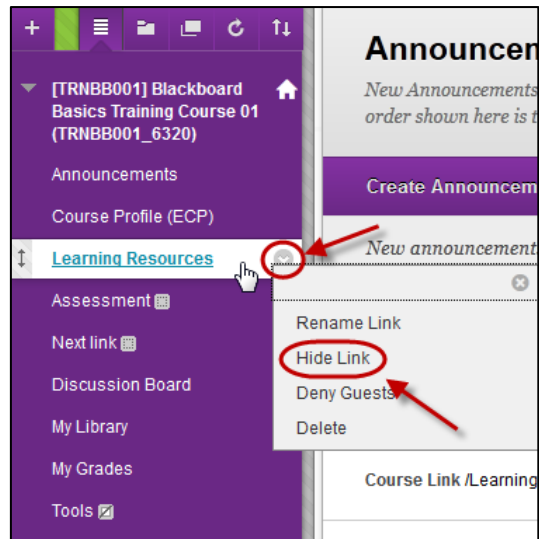 [TRNBB001] Blackboard
Basics Training Course 01
(TRNBB001_6320)
Announcements
Course Profile (ECP)
Learning Resources
Assessment
Next link
Discussion Board
My Library
My Grades
Tools
Rename Link
Hide Link
Deny Guests
Delete
Announcen
New Announcements
order shown here is t
Create Announcem
New announcement
Course Link /Learning